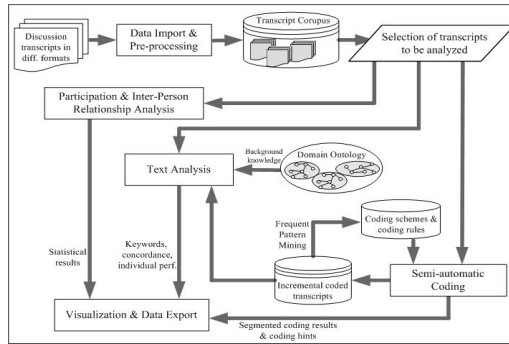 Discussion
transcripts in
diff. formats
Data Import &
Pre-processing
Transcript Corupus
Selection of transcripts
to be analyzed
Participation & Inter-Person
Relationship Analysis
Text Analysis
Background
knowledge
Domain Ontology
Frequent
Pattern
Mining
Coding schemes &
coding rules
Statistical
results
Keywords,
concordance,
individual perf.
Incremental coded
transcripts
Semi-automatic
Coding
Visualization & Data Export
Segmented coding results
& coding hints